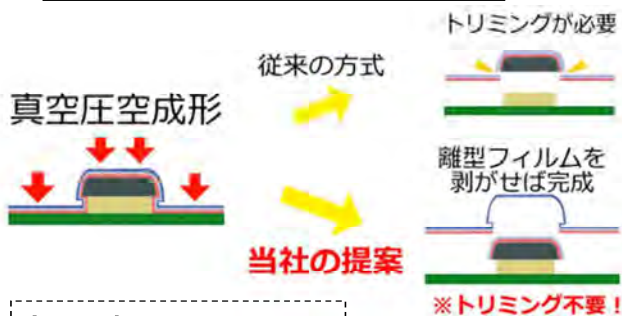 真空圧空成形
従来の方式
トリミングが必要
当社の提案
離型フィルムを
剥がせば完成
※トリミング不要！